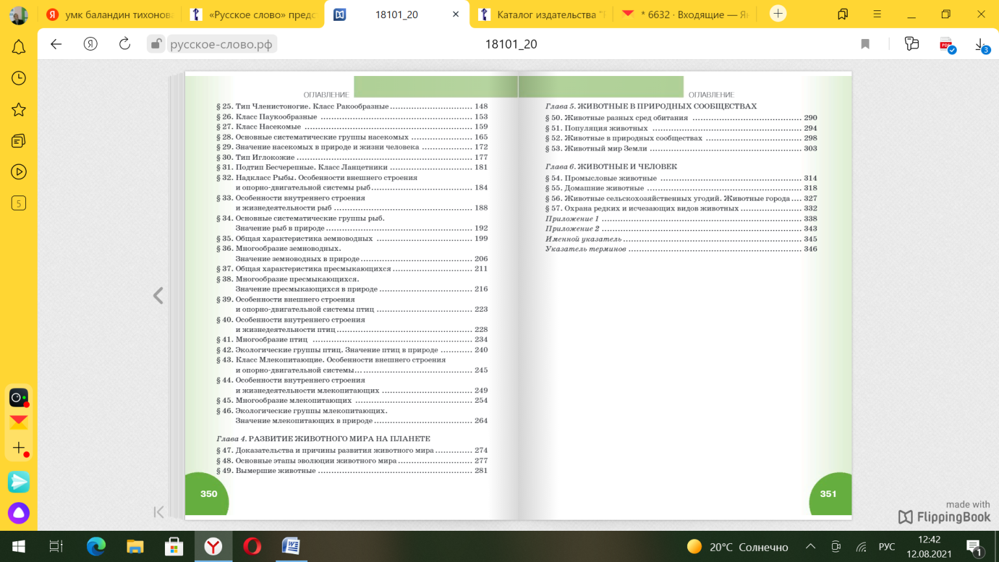 умк баландин тихонова
«Русское слово» предс
18101_20
Каталог издательства "Р
* 6632 · Входящие — Ян
русское-слово.рф
18101_20
PDF
3
5
ОГЛАВЛЕНИЕ
§ 25. Тип Членистоногие. Класс Ракообразные ................................ 148
§ 26. Класс Паукообразные ................................ 153
§ 27. Класс Насекомые ................................ 159
§ 28. Основные систематические группы насекомых ................................ 165
§ 29. Значение насекомых в природе и жизни человека ................................ 172
§ 30. Тип Иглокожие ................................ 177
§ 31. Подтип Бесчерепные. Класс Ланцетники ................................ 181
§ 32. Надкласс Рыбы. Особенности внешнего строения
и опорно-двигательной системы рыб ................................ 184
§ 33. Особенности внутреннего строения
и жизнедеятельности рыб ................................ 188
§ 34. Основные систематические группы рыб.
Значение рыб в природе ................................ 192
§ 35. Общая характеристика земноводных ................................ 199
§ 36. Многообразие земноводных.
Значение земноводных в природе ................................ 206
§ 37. Общая характеристика пресмыкающихся ................................ 211
§ 38. Многообразие пресмыкающихся.
Значение пресмыкающихся в природе ................................ 216
§ 39. Особенности внешнего строения
и опорно-двигательной системы птиц ................................ 223
§ 40. Особенности внутреннего строения
и жизнедеятельности птиц ................................ 228
§ 41. Многообразие птиц ................................ 234
§ 42. Экологические группы птиц. Значение птиц в природе ............ 240
§ 43. Класс Млекопитающие. Особенности внешнего строения
и опорно-двигательной системы ................................ 245
§ 44. Особенности внутреннего строения
и жизнедеятельности млекопитающих ................................ 249
§ 45. Многообразие млекопитающих ................................ 254
§ 46. Экологические группы млекопитающих.
Значение млекопитающих в природе ................................ 264
Глава 4. РАЗВИТИЕ ЖИВОТНОГО МИРА НА ПЛАНЕТЕ
§ 47. Доказательства и причины развития животного мира .............. 274
§ 48. Основные этапы эволюции животного мира ................................ 277
§ 49. Вымершие животные ................................ 281
350
ОГЛАВЛЕНИЕ
Глава 5. ЖИВОТНЫЕ В ПРИРОДНЫХ СООБЩЕСТВАХ
§ 50. Животные разных сред обитания ................................ 290
§ 51. Популяция животных ................................ 294
§ 52. Животные в природных сообществах ................................ 298
§ 53. Животный мир Земли ................................ 303
Глава 6. ЖИВОТНЫЕ И ЧЕЛОВЕК
§ 54. Промысловые животные ................................ 314
§ 55. Домашние животные ................................ 318
§ 56. Животные сельскохозяйственных угодий. Животные города .... 327
§ 57. Охрана редких и исчезающих видов животных ........................ 332
Приложение 1 ................................ 338
Приложение 2 ................................ 343
Именной указатель ................................ 345
Указатель терминов ................................ 346
351
made with
FlippingBook
20°C Солнечно
РУС
12:42
12.08.2021
1